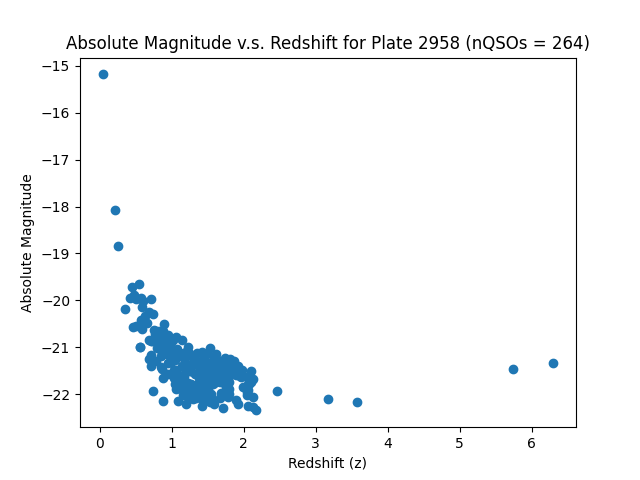 Absolute Magnitude v.s. Redshift for Plate 2958 (nQSOs = 264)
Absolute Magnitude
−15
−16
−17
−18
−19
−20
−21
−22
0 1 2 3 4 5 6
Redshift (z)